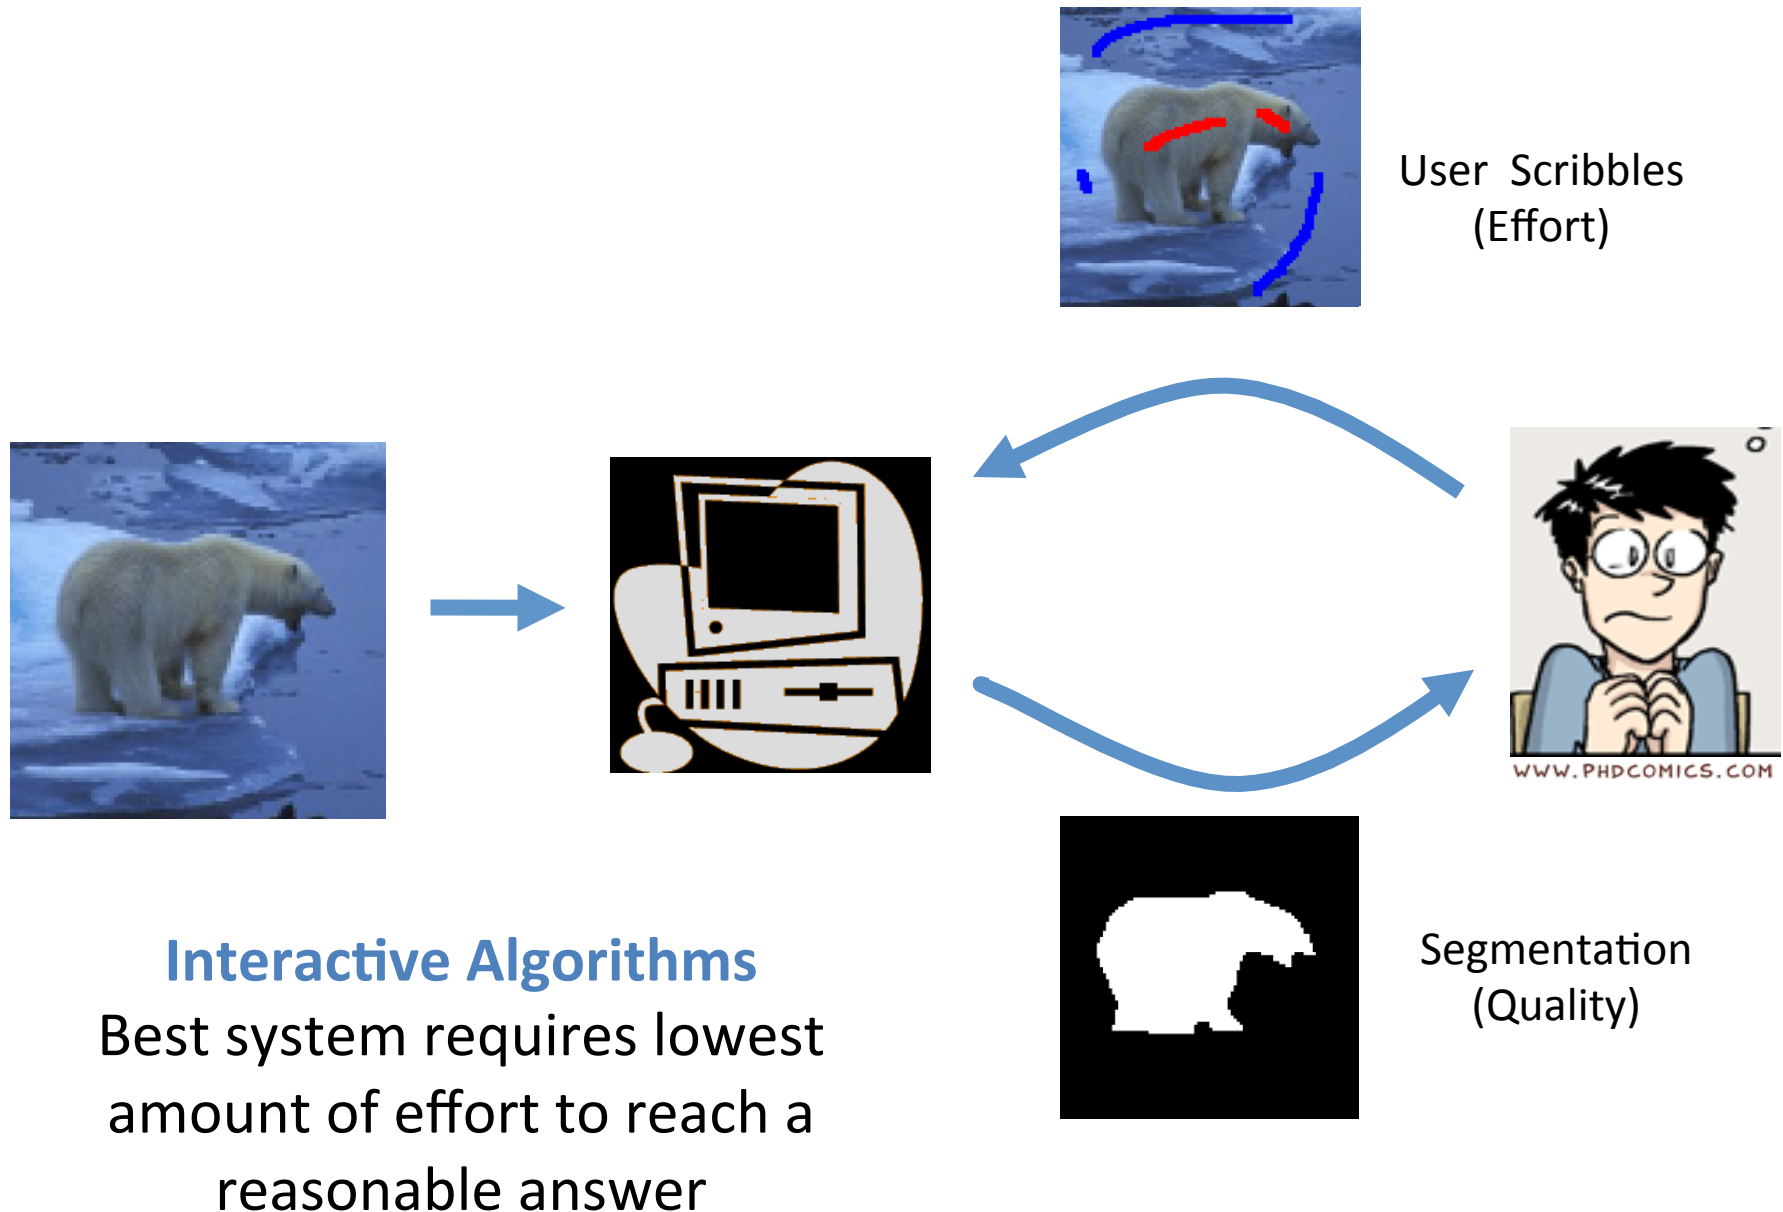 User Scribbles
(Effort)
WWW.PHDCOMICS.COM
Interactive Algorithms
Best system requires lowest
amount of effort to reach a
reasonable answer
Segmentation
(Quality)